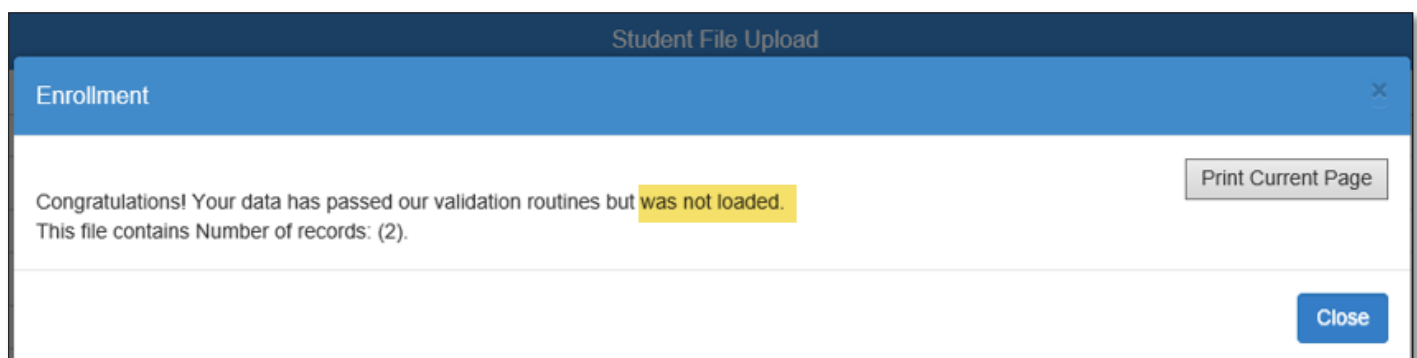 Student File Upload
Enrollment
×
Print Current Page
Congratulations! Your data has passed our validation routines but was not loaded.
This file contains Number of records: (2).
Close